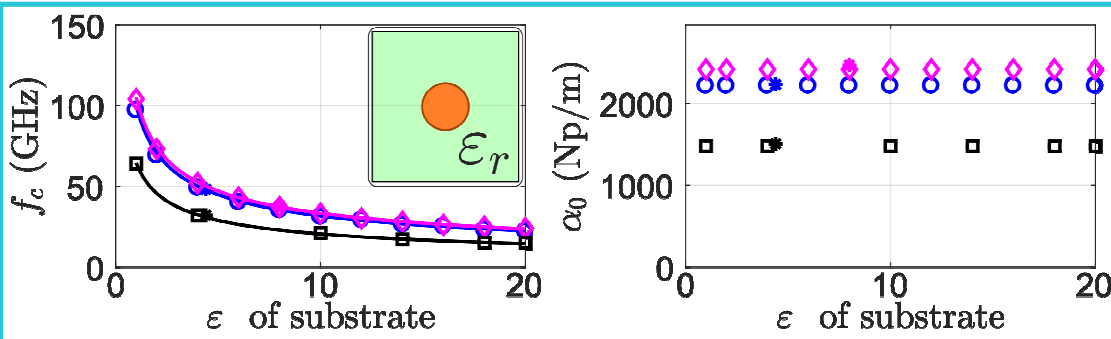 150
100
50
0
0
10
20
f_c (GHz)
ε of substrate
ε_r
2000
1000
0
0
10
20
α_0 (Np/m)
ε of substrate